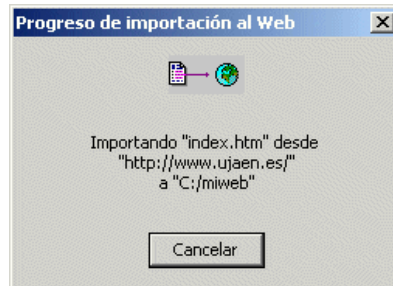 Progreso de importación al Web
Importando "index.htm" desde
"http://www.ujaen.es/"
a "C:/miweb"
Cancelar